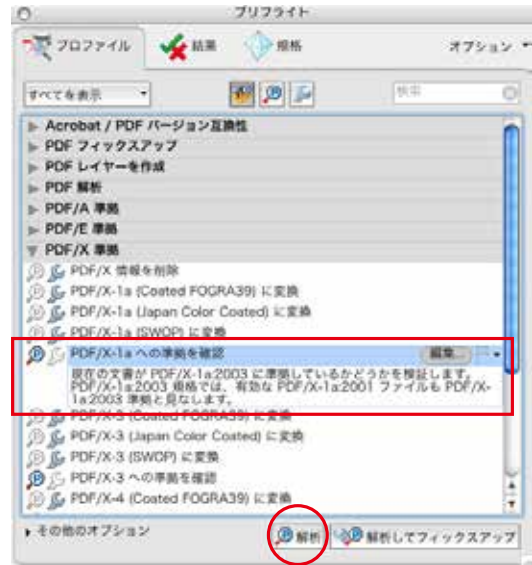 プリフライト
プロファイル 結果 規格 オプション
すべてを表示 検索
Acrobat / PDF バージョン互換性
PDF フィックスアップ
PDF レイヤーを作成
PDF 解析
PDF/A 準拠
PDF/E 準拠
PDF/X 準拠
PDF/X 情報を削除
PDF/X-1a (Coated FOGRA39) に変換
PDF/X-1a (Japan Color Coated) に変換
PDF/X-1a (SWOP) に変換
PDF/X-1a への準拠を確認 編集...
現在の文書が PDF/X-1a:2003 に準拠しているかどうかを検証します。
PDF/X-1a:2003 規格では、有効な PDF/X-1a:2001 ファイルも PDF/X-
1a:2003 準拠と見なします。
PDF/X-3 (Coated FOGRA39) に変換
PDF/X-3 (Japan Color Coated) に変換
PDF/X-3 (SWOP) に変換
PDF/X-3 への準拠を確認
PDF/X-4 (Coated FOGRA39) に変換
その他のオプション 解析 解析してフィックスアップ